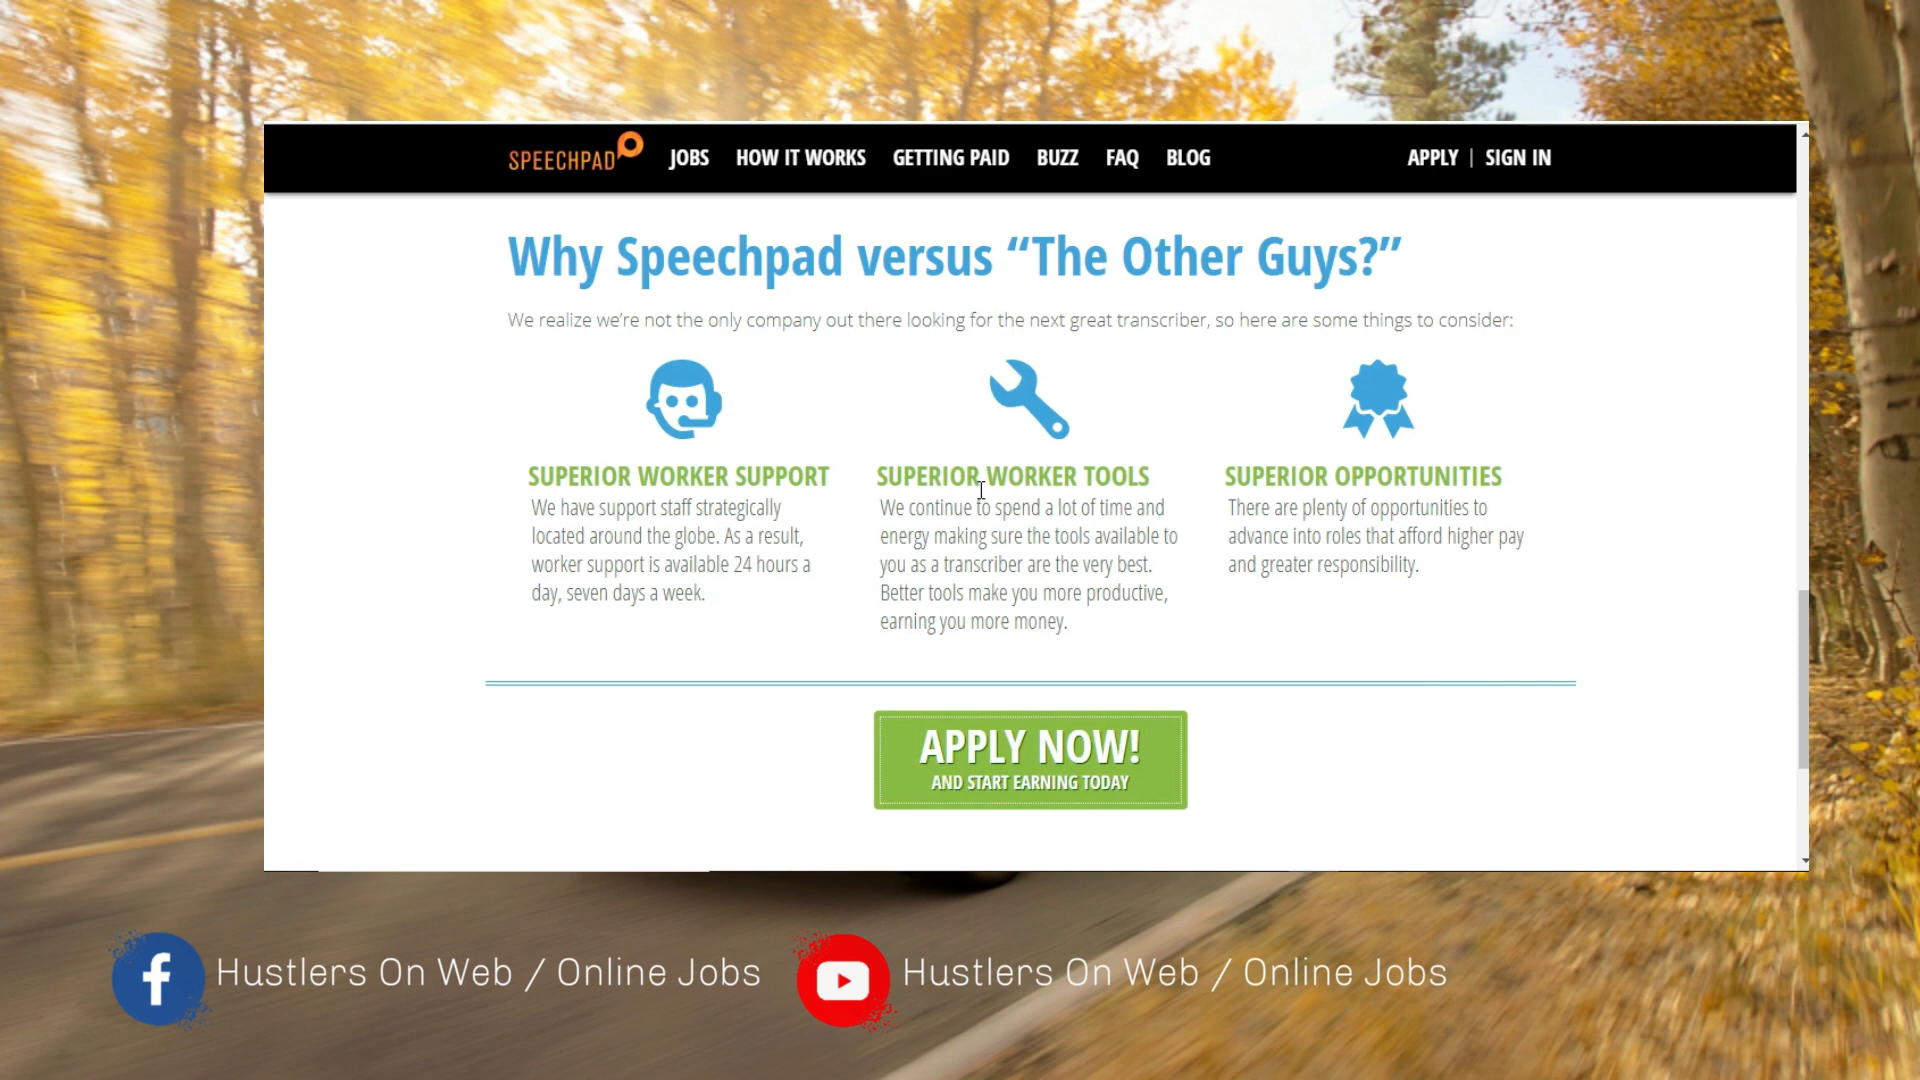 SPEECHPAD JOBS HOW IT WORKS GETTING PAID BUZZ FAQ BLOG APPLY | SIGN IN
Why Speechpad versus “The Other Guys?”
We realize we’re not the only company out there looking for the next great transcriber, so here are some things to consider:
SUPERIOR WORKER SUPPORT
We have support staff strategically
located around the globe. As a result,
worker support is available 24 hours a
day, seven days a week.
SUPERIOR WORKER TOOLS
We continue to spend a lot of time and
energy making sure the tools available to
you as a transcriber are the very best.
Better tools make you more productive,
earning you more money.
SUPERIOR OPPORTUNITIES
There are plenty of opportunities to
advance into roles that afford higher pay
and greater responsibility.
APPLY NOW!
AND START EARNING TODAY
Hustlers On Web / Online Jobs
Hustlers On Web / Online Jobs